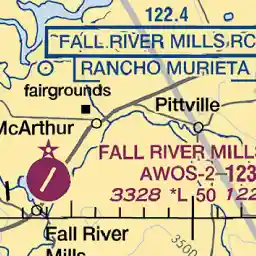 122.4
FALL RIVER MILLS RC
RANCHO MURIETA
fairgrounds
Pittville
McArthur
FALL RIVER MILLS
AWOS-2 123
3328 *L 50 122
Fall River
Mills
3500